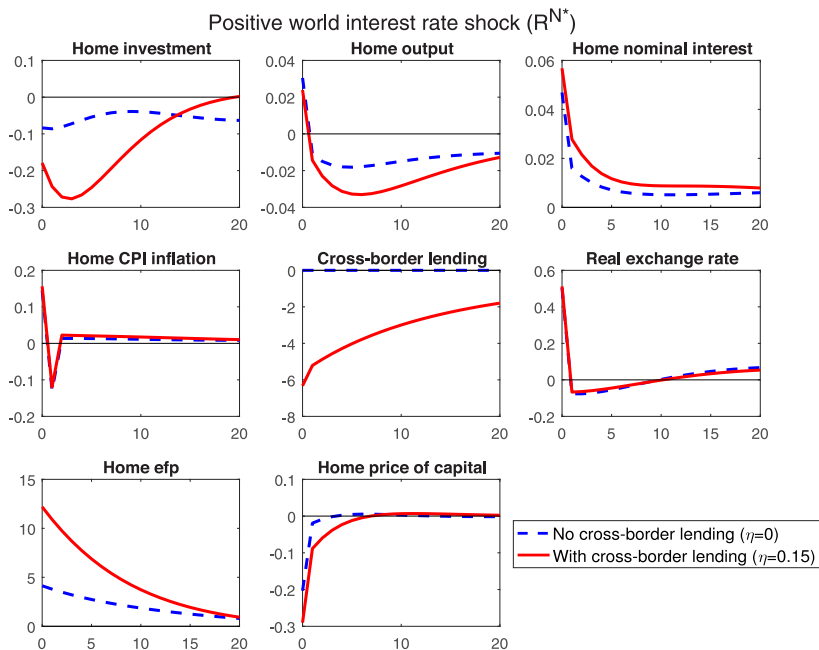 Positive world interest rate shock (R^N*)
Home investment
0.1
0
-0.1
-0.2
-0.3
0 10 20
Home output
0.04
0.02
0
-0.02
-0.04
0 10 20
Home nominal interest
0.06
0.04
0.02
0
0 5 10 15 20
Home CPI inflation
0.2
0.1
0
-0.1
-0.2
0 10 20
Cross-border lending
0
-2
-4
-6
-8
0 10 20
Real exchange rate
0.6
0.4
0.2
0
-0.2
0 5 10 15 20
Home efp
15
10
5
0
0 5 10 15 20
Home price of capital
0.1
0
-0.1
-0.2
-0.3
0 10 20
No cross-border lending (η=0)
With cross-border lending (η=0.15)